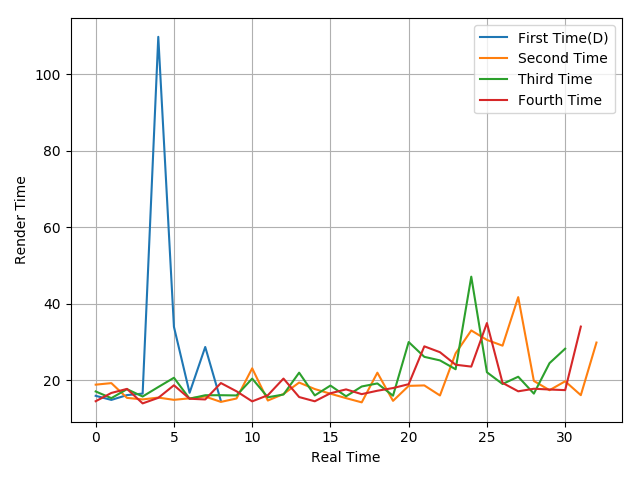 First Time(D)
Second Time
Third Time
Fourth Time
100
80
60
40
20
Render Time
0 5 10 15 20 25 30
Real Time